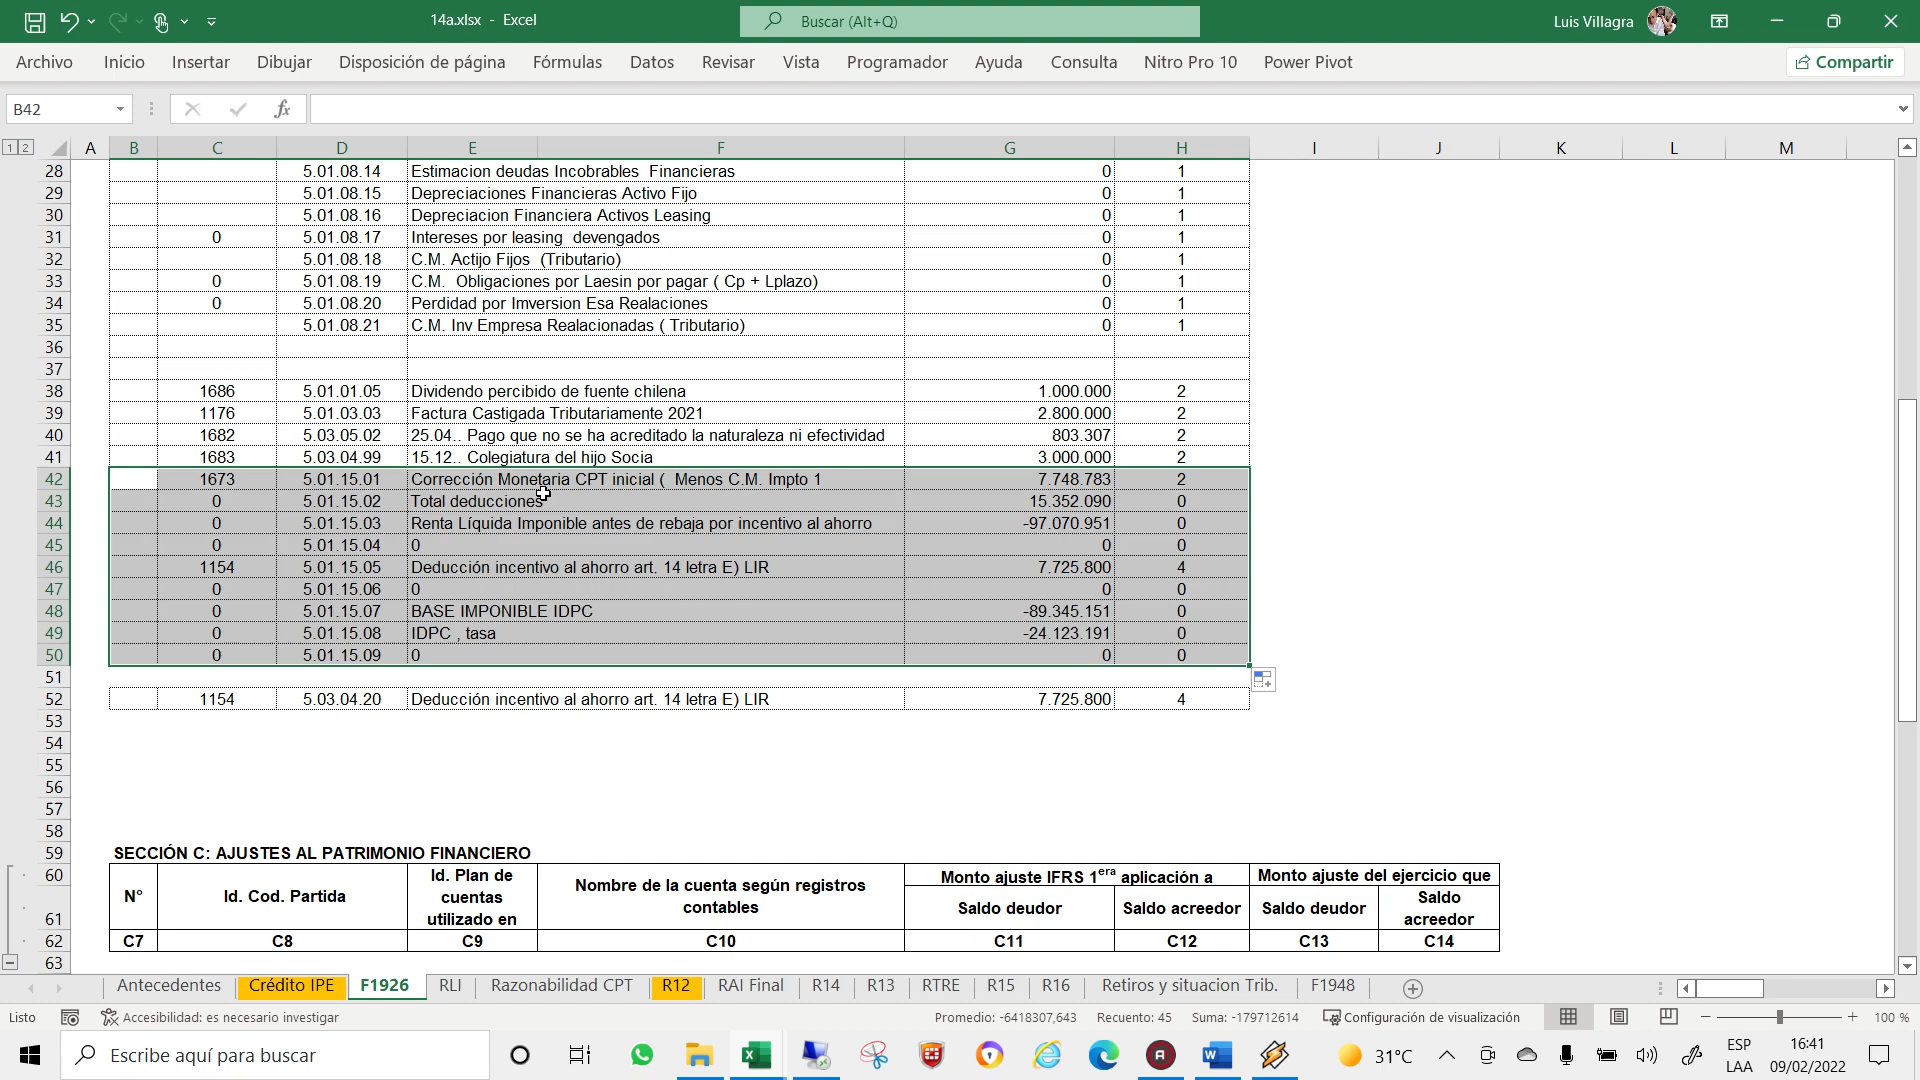 14a.xlsx - Excel
Buscar (Alt+Q)
Luis Villagra
Archivo Inicio Insertar Dibujar Disposición de página Fórmulas Datos Revisar Vista Programador Ayuda Consulta Nitro Pro 10 Power Pivot Compartir
B42 fx
1 2 A B C D E F G H I J K L M
28 5.01.08.14 Estimacion deudas Incobrables Financieras 0 1
29 5.01.08.15 Depreciaciones Financieras Activo Fijo 0 1
30 5.01.08.16 Depreciacion Financiera Activos Leasing 0 1
31 0 5.01.08.17 Intereses por leasing devengados 0 1
32 5.01.08.18 C.M. Actijo Fijos (Tributario) 0 1
33 0 5.01.08.19 C.M. Obligaciones por Laesin por pagar ( Cp + Lplazo) 0 1
34 0 5.01.08.20 Perdidad por Imversion Esa Realaciones 0 1
35 5.01.08.21 C.M. Inv Empresa Realacionadas ( Tributario) 0 1
36
37
38 1686 5.01.01.05 Dividendo percibido de fuente chilena 1.000.000 2
39 1176 5.01.03.03 Factura Castigada Tributariamente 2021 2.800.000 2
40 1682 5.03.05.02 25.04.. Pago que no se ha acreditado la naturaleza ni efectividad 803.307 2
41 1683 5.03.04.99 15.12.. Colegiatura del hijo Socia 3.000.000 2
42 1673 5.01.15.01 Corrección Monetaria CPT inicial ( Menos C.M. Impto 1 7.748.783 2
43 0 5.01.15.02 Total deducciones 15.352.090 0
44 0 5.01.15.03 Renta Líquida Imponible antes de rebaja por incentivo al ahorro -97.070.951 0
45 0 5.01.15.04 0 0 0
46 1154 5.01.15.05 Deducción incentivo al ahorro art. 14 letra E) LIR 7.725.800 4
47 0 5.01.15.06 0 0 0
48 0 5.01.15.07 BASE IMPONIBLE IDPC -89.345.151 0
49 0 5.01.15.08 IDPC , tasa -24.123.191 0
50 0 5.01.15.09 0 0 0
51
52 1154 5.03.04.20 Deducción incentivo al ahorro art. 14 letra E) LIR 7.725.800 4
53
54
55
56
57
58
59 SECCIÓN C: AJUSTES AL PATRIMONIO FINANCIERO
60 N° Id. Cod. Partida Id. Plan de cuentas utilizado en Nombre de la cuenta según registros contables Monto ajuste IFRS 1era aplicación a Monto ajuste del ejercicio que
61 Saldo deudor Saldo acreedor Saldo deudor Saldo acreedor
62 C7 C8 C9 C10 C11 C12 C13 C14
63
Antecedentes Crédito IPE F1926 RLI Razonabilidad CPT R12 RAI Final R14 R13 RTRE R15 R16 Retiros y situacion Trib. F1948
Listo Accesibilidad: es necesario investigar Promedio: -6418307,643 Recuento: 45 Suma: -179712614 Configuración de visualización 100 %
Escribe aquí para buscar 31°C ESP LAA 16:41 09/02/2022